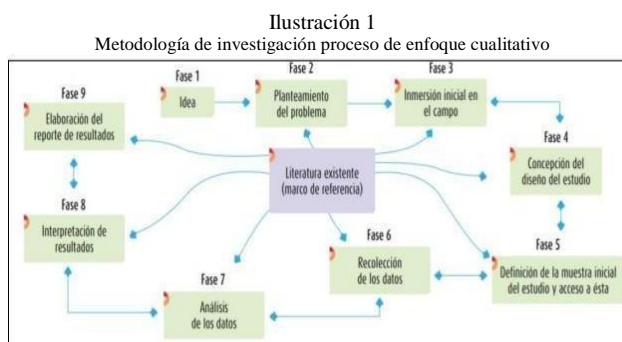 Ilustración 1
Metodología de investigación proceso de enfoque cualitativo
Fase 1
Idea
Fase 2
Planteamiento
del problema
Fase 3
Inmersión inicial en
el campo
Fase 4
Concepción del
diseño del estudio
Fase 5
Definición de la muestra inicial
del estudio y acceso a ésta
Fase 6
Recolección
de los datos
Fase 7
Análisis
de los datos
Fase 8
Interpretación de
resultados
Fase 9
Elaboración del
reporte de resultados
Literatura existente
(marco de referencia)